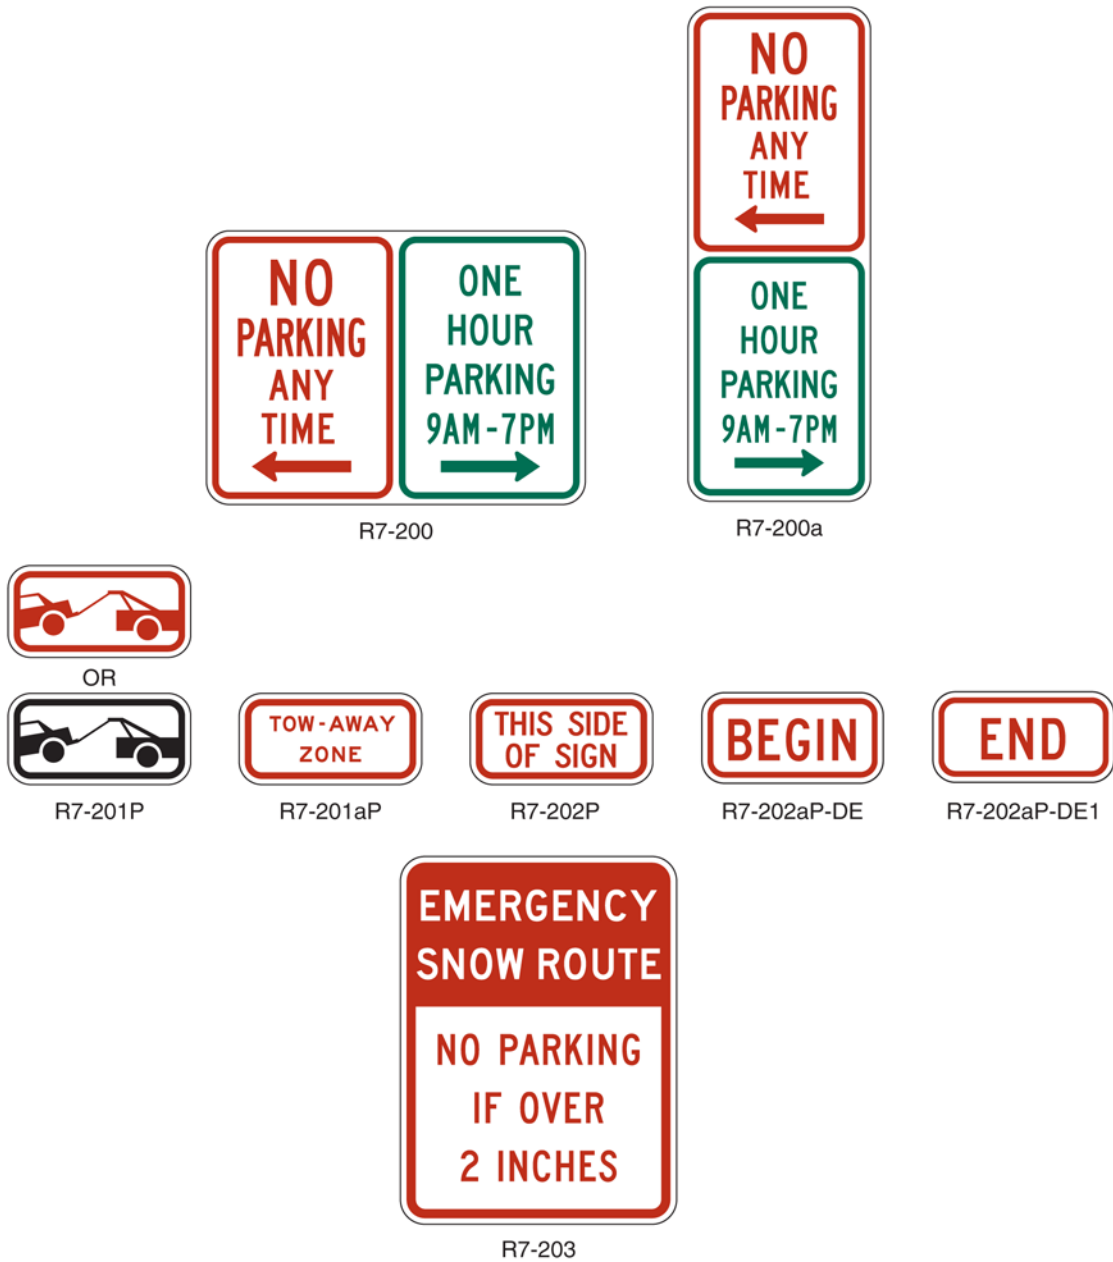 NO
PARKING
ANY
TIME
ONE
HOUR
PARKING
9AM-7PM
R7-200
NO
PARKING
ANY
TIME
ONE
HOUR
PARKING
9AM-7PM
R7-200a
OR
R7-201P
TOW-AWAY
ZONE
R7-201aP
THIS SIDE
OF SIGN
R7-202P
BEGIN
R7-202aP-DE
END
R7-202aP-DE1
EMERGENCY
SNOW ROUTE
NO PARKING
IF OVER
2 INCHES
R7-203